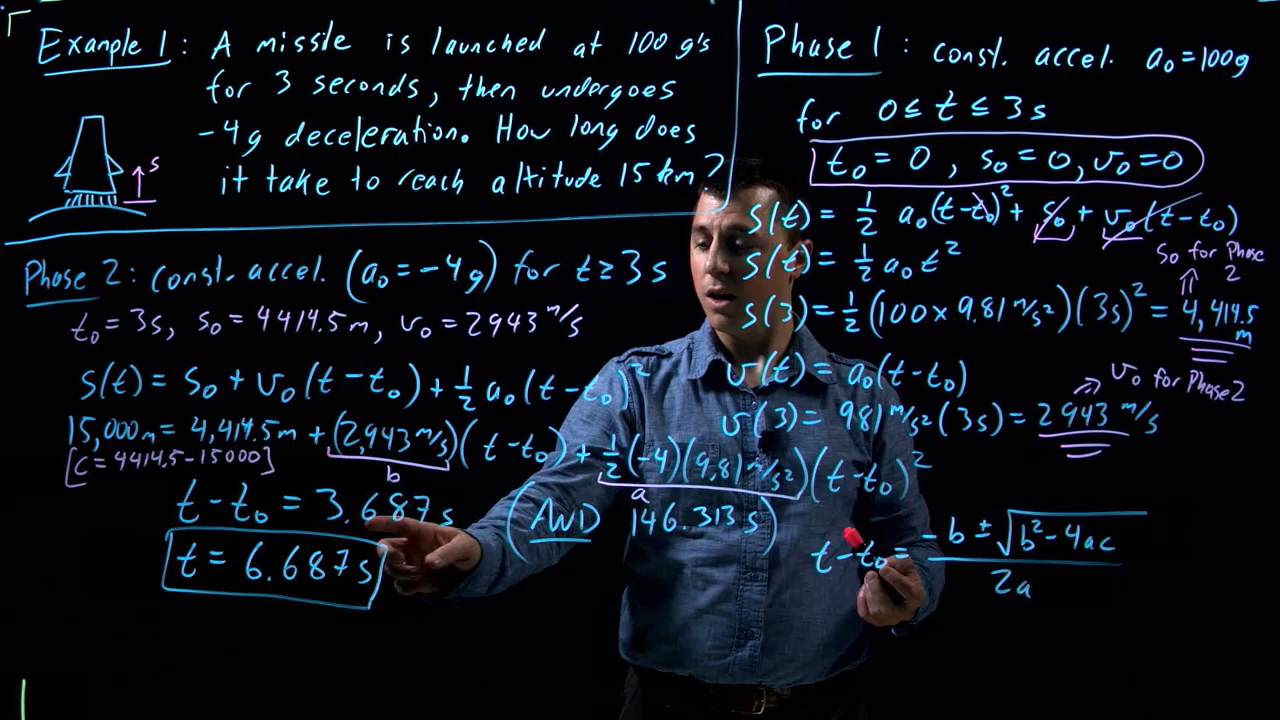 Example 1: A missile is launched at 100 g's
for 3 seconds, then undergoes
-4g deceleration. How long does
it take to reach altitude 15 km?
s
Phase 1: const. accel. a₀=100g
for 0 ≤ t ≤ 3s
t₀ = 0, s₀ = 0, v₀ = 0
s(t) = ½ a₀(t-t₀)² + s₀ + v₀(t-t₀)
s(t) = ½ a₀t²
s₀ for Phase
2
⇑
s(3) = ½(100×9.81 m/s²)(3s)² = 4,414.5
m
v(t) = a₀(t-t₀)
⇒ v₀ for Phase 2
v(3) = 981 m/s² (3s) = 2943 m/s
Phase 2: const. accel. (a₀ = -4g) for t ≥ 3s
t₀ = 3s, s₀ = 4414.5m, v₀ = 2943 m/s
s(t) = s₀ + v₀(t-t₀) + ½ a₀(t-t₀)²
15,000m = 4,414.5m + (2,943 m/s)(t-t₀) + ½(-4)(9.81 m/s²)(t-t₀)²
[C = 4414.5-15000] b a
t-t₀ = 3.687s (AND 146.313 s)
t = 6.687s
t-t₀ = (-b ± √(b²-4ac))/2a